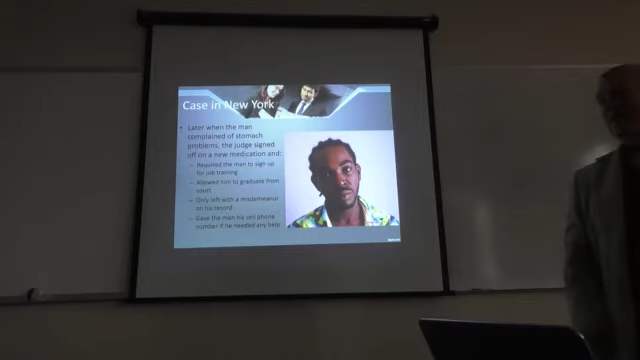 Case in New York
• Later when the man
complained of stomach
problems, the judge signed
off on a new medication and:
– Required the man to sign up
for job training
– Allowed him to graduate from
court
– Only left with a misdemeanor
on his record
– Gave the man his cell phone
number if he needed any help